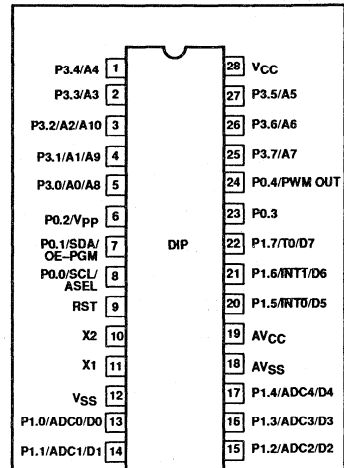 P3.4/A4 1
P3.3/A3 2
P3.2/A2/A10 3
P3.1/A1/A9 4
P3.0/A0/A8 5
P0.2/VPP 6
P0.1/SDA/
OE–PGM 7
P0.0/SCL/
ASEL 8
RST 9
X2 10
X1 11
VSS 12
P1.0/ADC0/D0 13
P1.1/ADC1/D1 14
DIP
28 VCC
27 P3.5/A5
26 P3.6/A6
25 P3.7/A7
24 P0.4/PWM OUT
23 P0.3
22 P1.7/T0/D7
21 P1.6/INT1/D6
20 P1.5/INT0/D5
19 AVCC
18 AVSS
17 P1.4/ADC4/D4
16 P1.3/ADC3/D3
15 P1.2/ADC2/D2